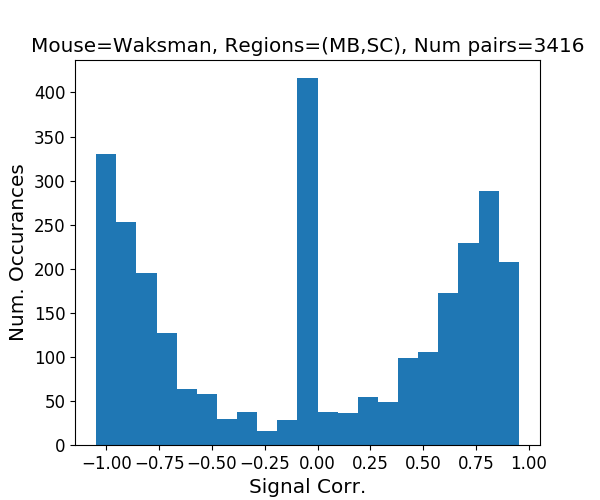 Mouse=Waksman, Regions=(MB,SC), Num pairs=3416
400
350
300
250
200
150
100
50
0
Num. Occurances
−1.00 −0.75 −0.50 −0.25 0.00 0.25 0.50 0.75 1.00
Signal Corr.